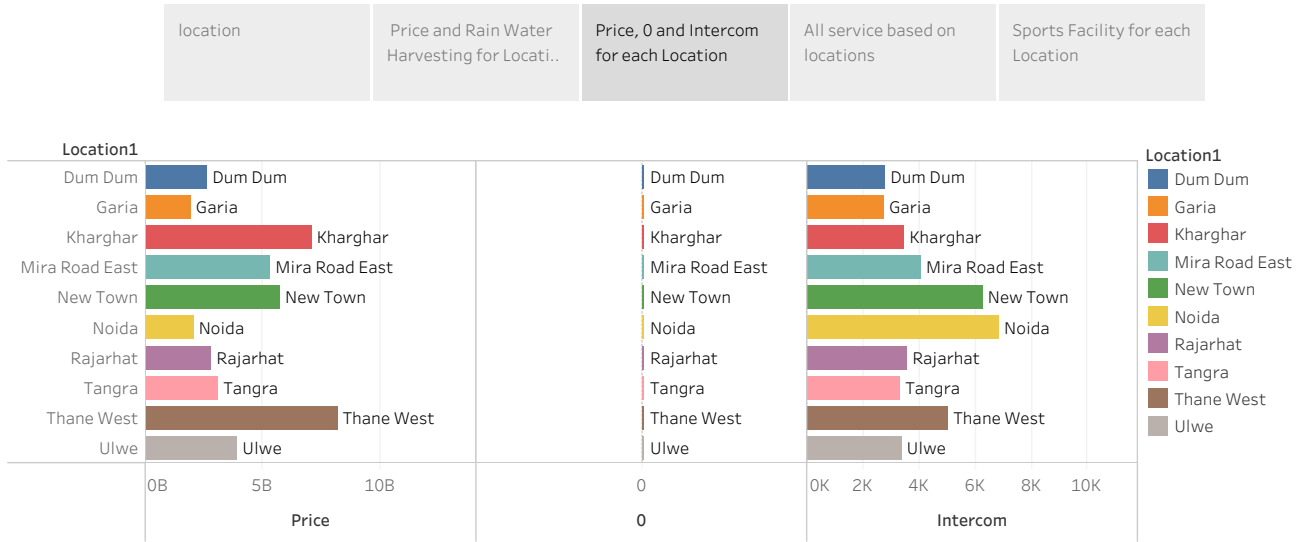 location
Price and Rain Water
Harvesting for Locati..
Price, 0 and Intercom
for each Location
All service based on
locations
Sports Facility for each
Location
Location1
Dum Dum
Garia
Kharghar
Mira Road East
New Town
Noida
Rajarhat
Tangra
Thane West
Ulwe
Dum Dum
Garia
Kharghar
Mira Road East
New Town
Noida
Rajarhat
Tangra
Thane West
Ulwe
0B 5B 10B
Price
Dum Dum
Garia
Kharghar
Mira Road East
New Town
Noida
Rajarhat
Tangra
Thane West
Ulwe
0
0
Dum Dum
Garia
Kharghar
Mira Road East
New Town
Noida
Rajarhat
Tangra
Thane West
Ulwe
0K 2K 4K 6K 8K 10K
Intercom
Location1
Dum Dum
Garia
Kharghar
Mira Road East
New Town
Noida
Rajarhat
Tangra
Thane West
Ulwe